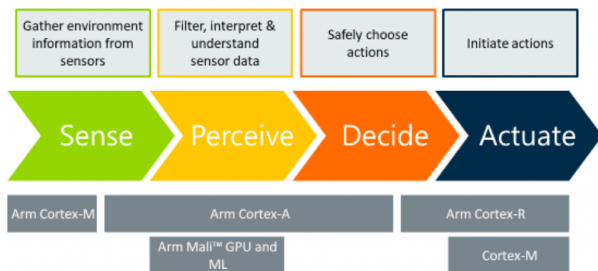 Gather environment
information from
sensors
Filter, interpret &
understand
sensor data
Safely choose
actions
Initiate actions
Sense
Perceive
Decide
Actuate
Arm Cortex-M
Arm Cortex-A
Arm Cortex-R
Arm Mali™ GPU and
ML
Cortex-M